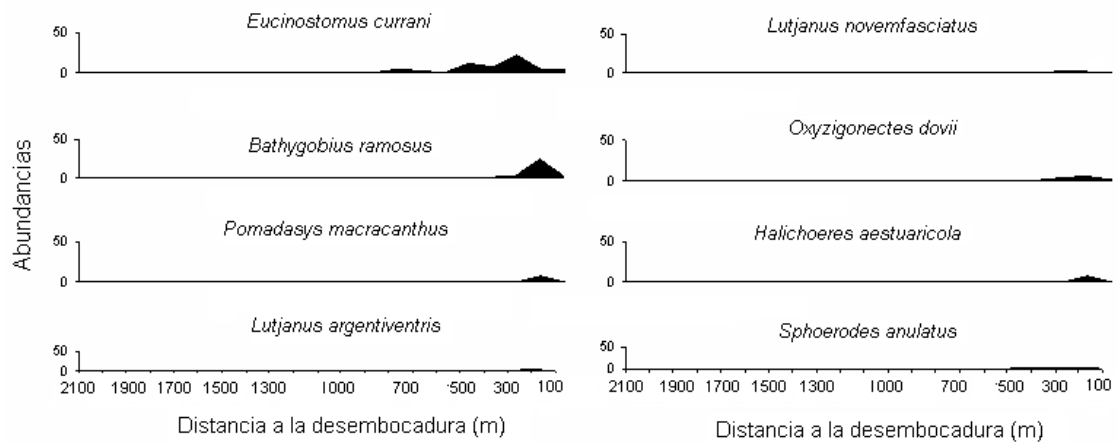 Eucinostomus currani
50
0
Bathygobius ramosus
50
0
Pomadasys macracanthus
50
0
Lutjanus argentiventris
50
0
2100 1900 1700 1500 1300 1000 700 500 300 100
Distancia a la desembocadura (m)
Abundancias
Lutjanus novemfasciatus
50
0
Oxyzigonectes dovii
50
0
Halichoeres aestuaricola
50
0
Sphoerodes anulatus
50
0
2100 1900 1700 1500 1300 1000 700 500 300 100
Distancia a la desembocadura (m)